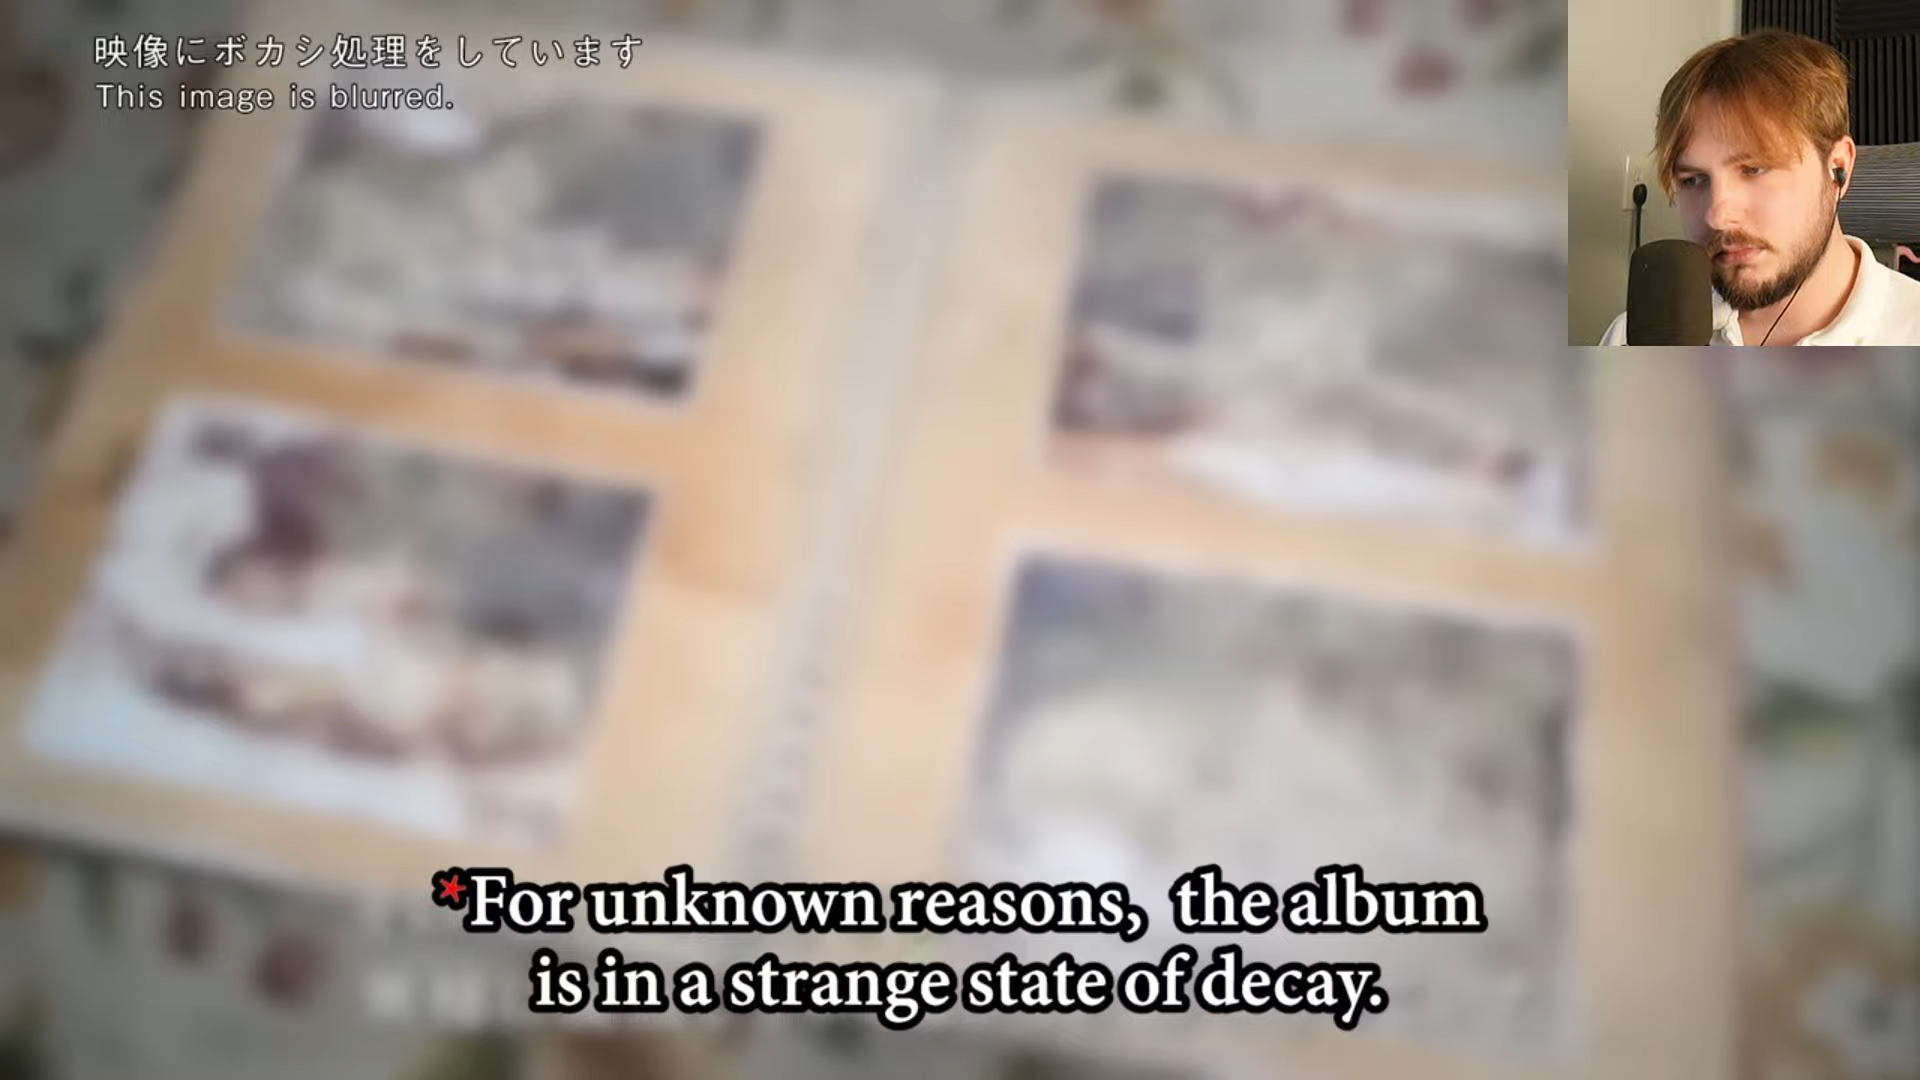 映像にボカシ処理をしています
This image is blurred.
*For unknown reasons, the album
is in a strange state of decay.